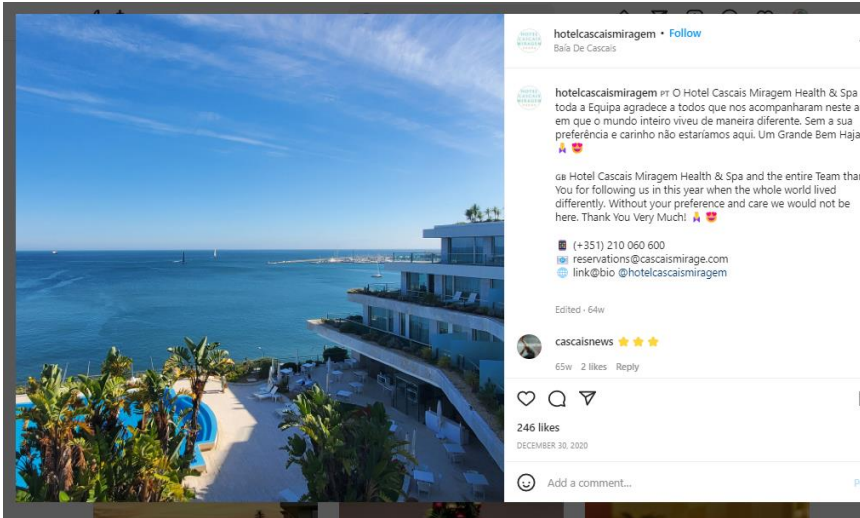 hotelcascaismiragem • Follow
Baía De Cascais
hotelcascaismiragem PT O Hotel Cascais Miragem Health & Spa
toda a Equipa agradece a todos que nos acompanharam neste a
em que o mundo inteiro viveu de maneira diferente. Sem a sua
preferência e carinho não estaríamos aqui. Um Grande Bem Haja
🙏 😍
GB Hotel Cascais Miragem Health & Spa and the entire Team than
You for following us in this year when the whole world lived
differently. Without your preference and care we would not be
here. Thank You Very Much! 🙏 😍
📱 (+351) 210 060 600
📧 reservations@cascaismirage.com
🌐 link@bio @hotelcascaismiragem
Edited · 64w
cascaisnews ⭐ ⭐ ⭐
65w 2 likes Reply
246 likes
DECEMBER 30, 2020
Add a comment...
P